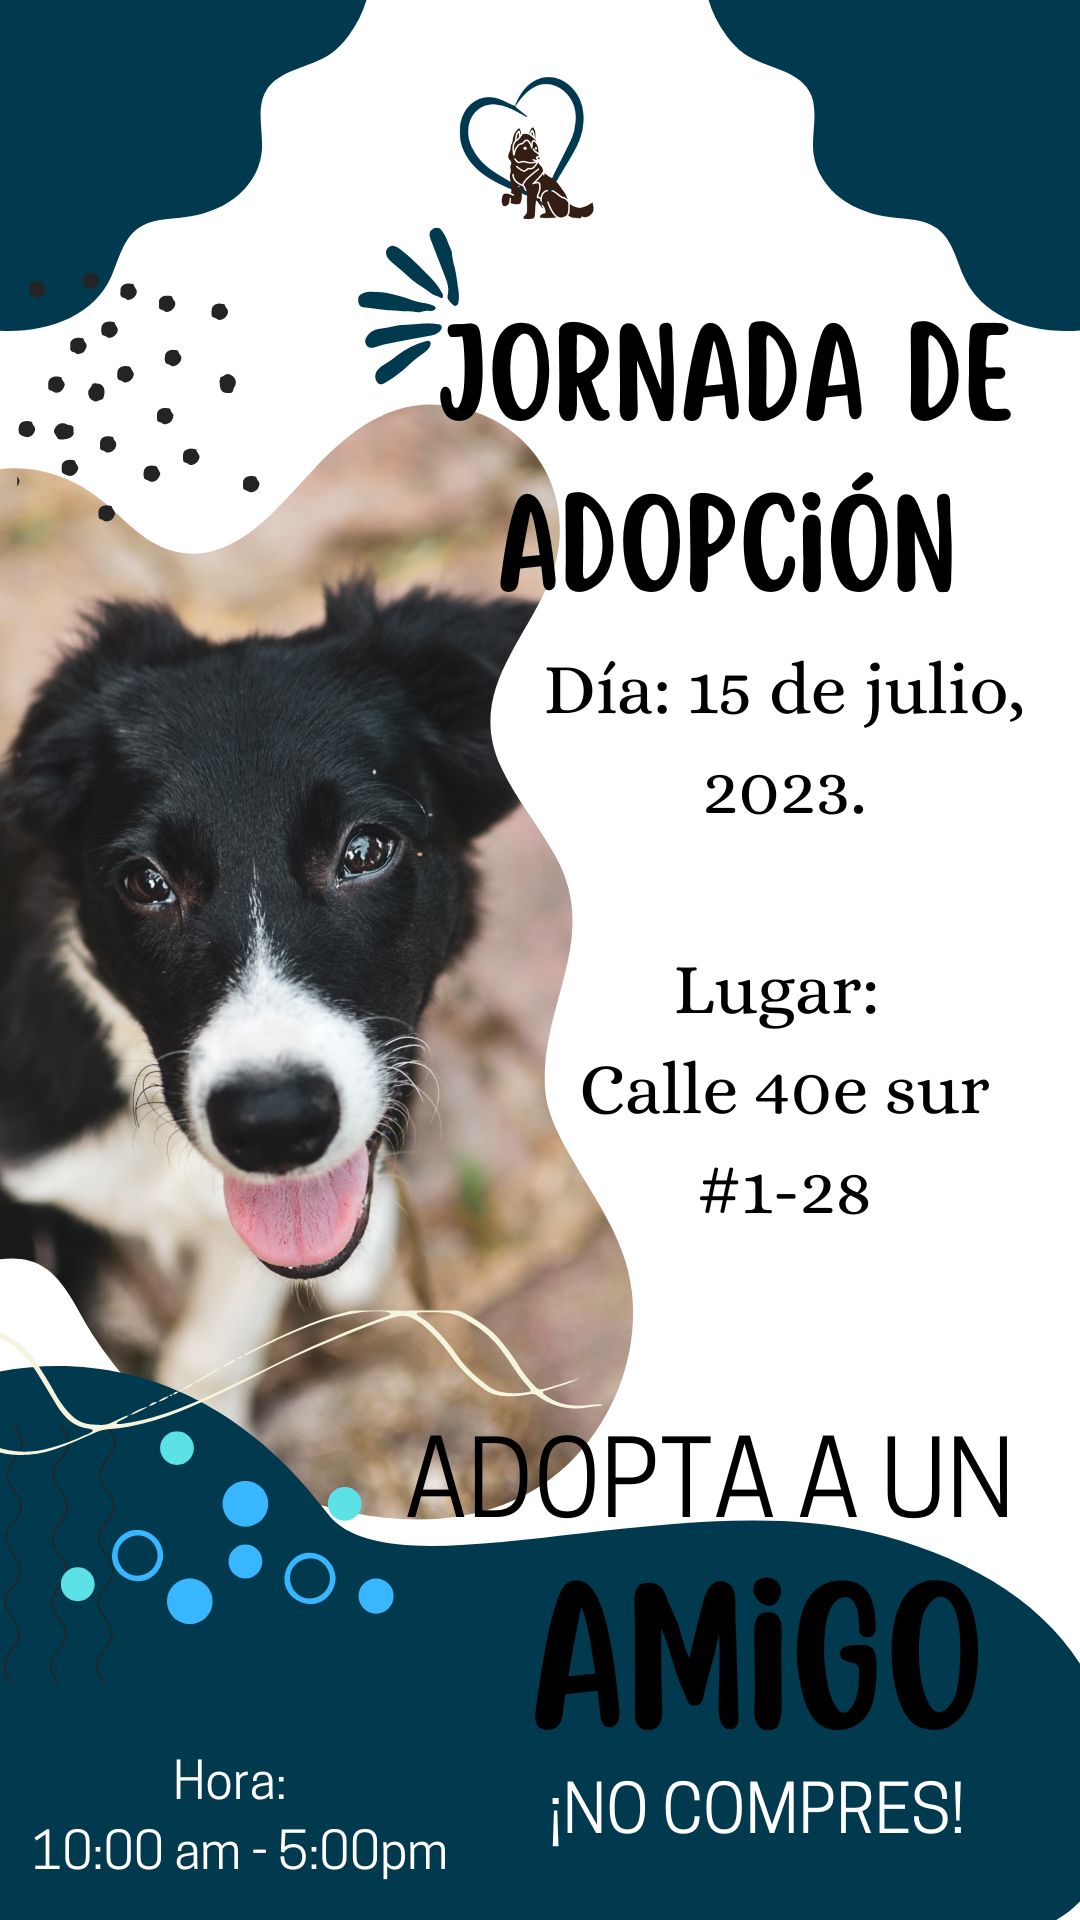 JORNADA DE
ADOPCIÓN
Día: 15 de julio,
2023.
Lugar:
Calle 40e sur
#1-28
ADOPTA A UN
AMIGO
¡NO COMPRES!
Hora:
10:00 am - 5:00pm